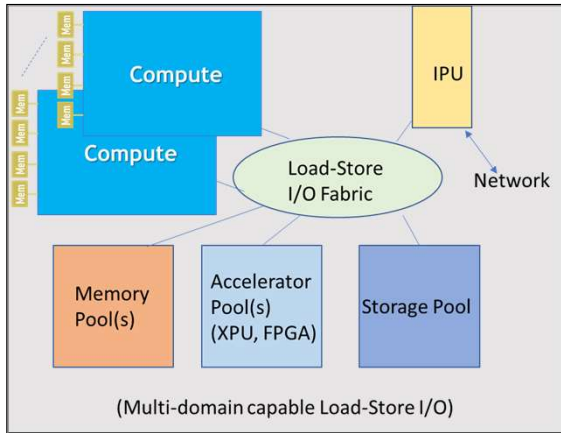 Mem
Mem
Mem
Mem
Compute
IPU
Mem
Mem
Mem
Mem
Compute
Load-Store
I/O Fabric
Network
Memory
Pool(s)
Accelerator
Pool(s)
(XPU, FPGA)
Storage Pool
(Multi-domain capable Load-Store I/O)